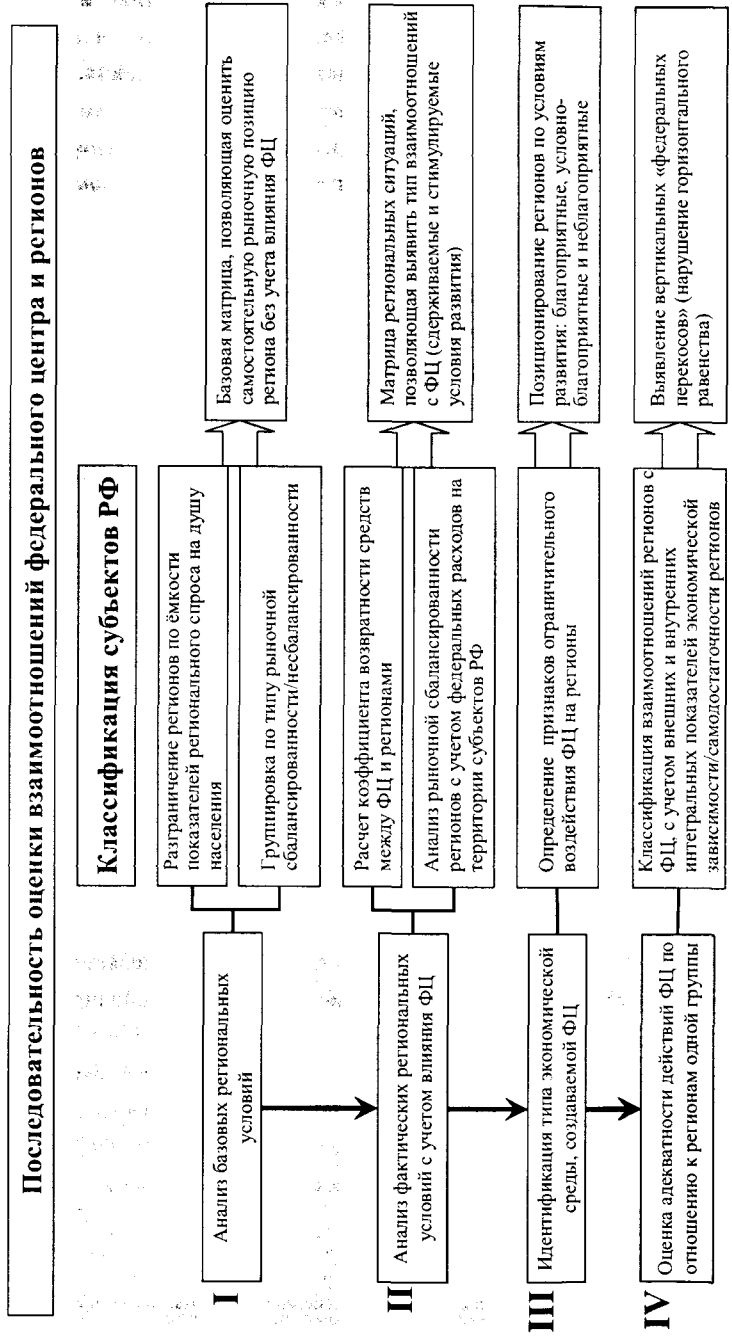 Последовательность оценки взаимоотношений федерального центра и регионов
Классификация субъектов РФ
I
Анализ базовых региональных
условий
Разграничение регионов по ёмкости
показателей регионального спроса на душу
населения
Группировка по типу рыночной
сбалансированности/несбалансированности
Базовая матрица, позволяющая оценить
самостоятельную рыночную позицию
региона без учета влияния ФЦ
II
Анализ фактических региональных
условий с учетом влияния ФЦ
Расчет коэффициента возвратности средств
между ФЦ и регионами
Анализ рыночной сбалансированности
регионов с учетом федеральных расходов на
территории субъектов РФ
Матрица региональных ситуаций,
позволяющая выявить тип взаимоотношений
с ФЦ (сдерживаемые и стимулируемые
условия развития)
III
Идентификация типа экономической
среды, создаваемой ФЦ
Определение признаков ограничительного
воздействия ФЦ на регионы
Позиционирование регионов по условиям
развития: благоприятные, условно-
благоприятные и неблагоприятные
IV
Оценка адекватности действий ФЦ по
отношению к регионам одной группы
Классификация взаимоотношений регионов с
ФЦ, с учетом внешних и внутренних
интегральных показателей экономической
зависимости/самодостаточности регионов
Выявление вертикальных «федеральных
перекосов» (нарушение горизонтального
равенства)